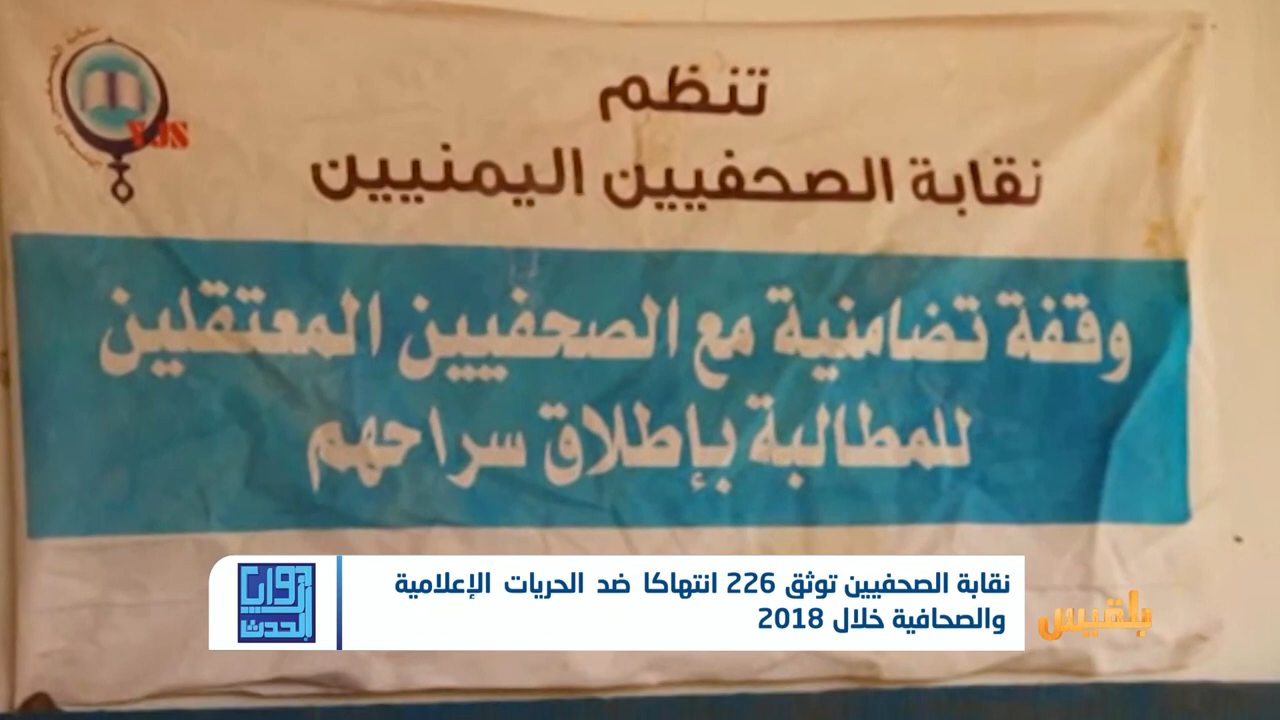 YJS
تنظم
نقابة الصحفيين اليمنيين
وقفة تضامنية مع الصحفيين المعتقلين
للمطالبة بإطلاق سراحهم
نقابة الصحفيين توثق 226 انتهاكا ضد الحريات الإعلامية
والصحافية خلال 2018
زوايا
الحدث
بلقيس